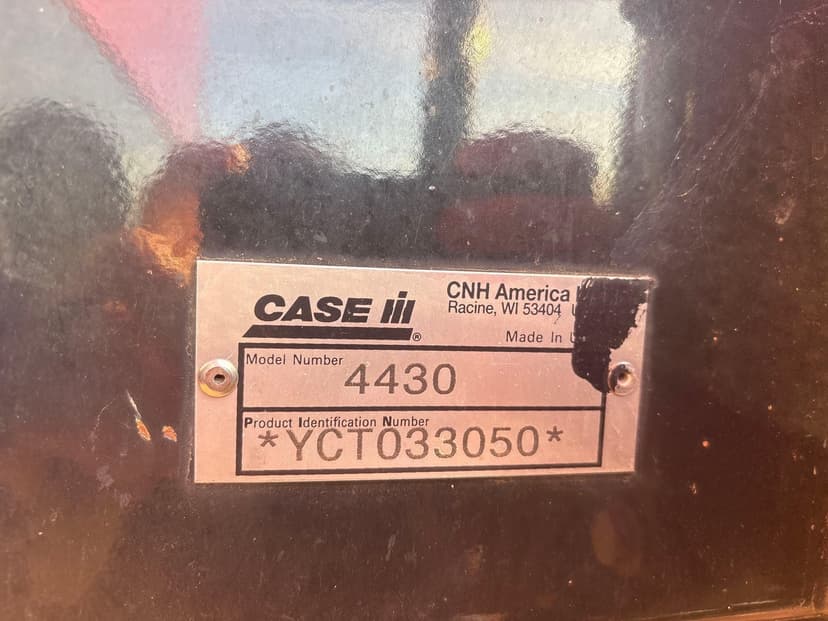 CASE IH®
CNH America
Racine, WI 53404 U
Made In U
Model Number
4430
Product Identification Number
*YCT033050*